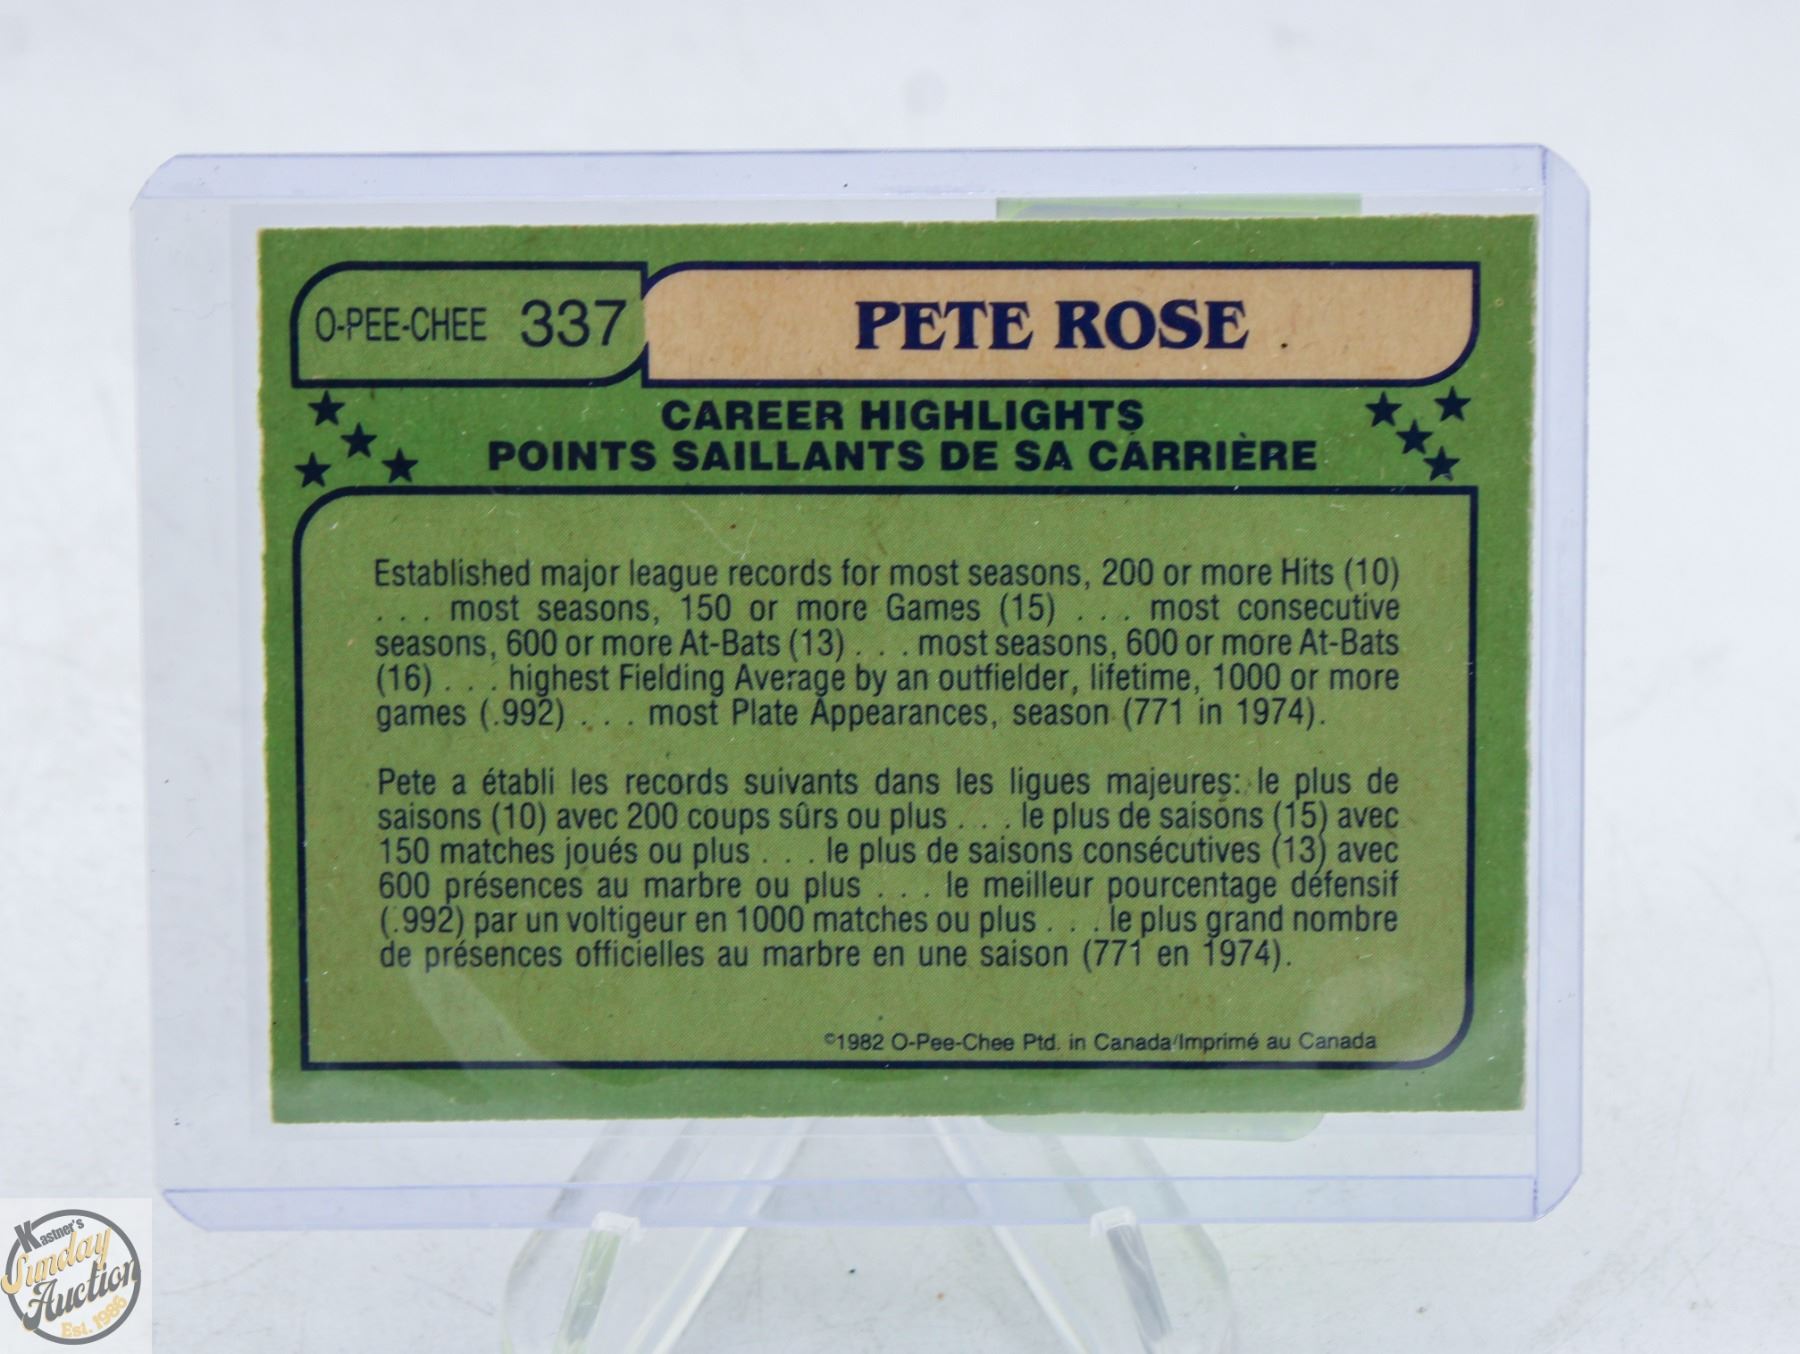 O-PEE-CHEE 337 PETE ROSE
CAREER HIGHLIGHTS
POINTS SAILLANTS DE SA CARRIÈRE
Established major league records for most seasons, 200 or more Hits (10)
. . . most seasons, 150 or more Games (15) . . . most consecutive
seasons, 600 or more At-Bats (13) . . . most seasons, 600 or more At-Bats
(16) . . . highest Fielding Average by an outfielder, lifetime, 1000 or more
games (.992) . . . most Plate Appearances, season (771 in 1974).
Pete a établi les records suivants dans les ligues majeures: le plus de
saisons (10) avec 200 coups sûrs ou plus . . . le plus de saisons (15) avec
150 matches joués ou plus . . . le plus de saisons consécutives (13) avec
600 présences au marbre ou plus . . . le meilleur pourcentage défensif
(.992) par un voltigeur en 1000 matches ou plus . . . le plus grand nombre
de présences officielles au marbre en une saison (771 en 1974).
©1982 O-Pee-Chee Ptd. in Canada/Imprimé au Canada
Kastner's
Sunday
Auction
Est. 1986